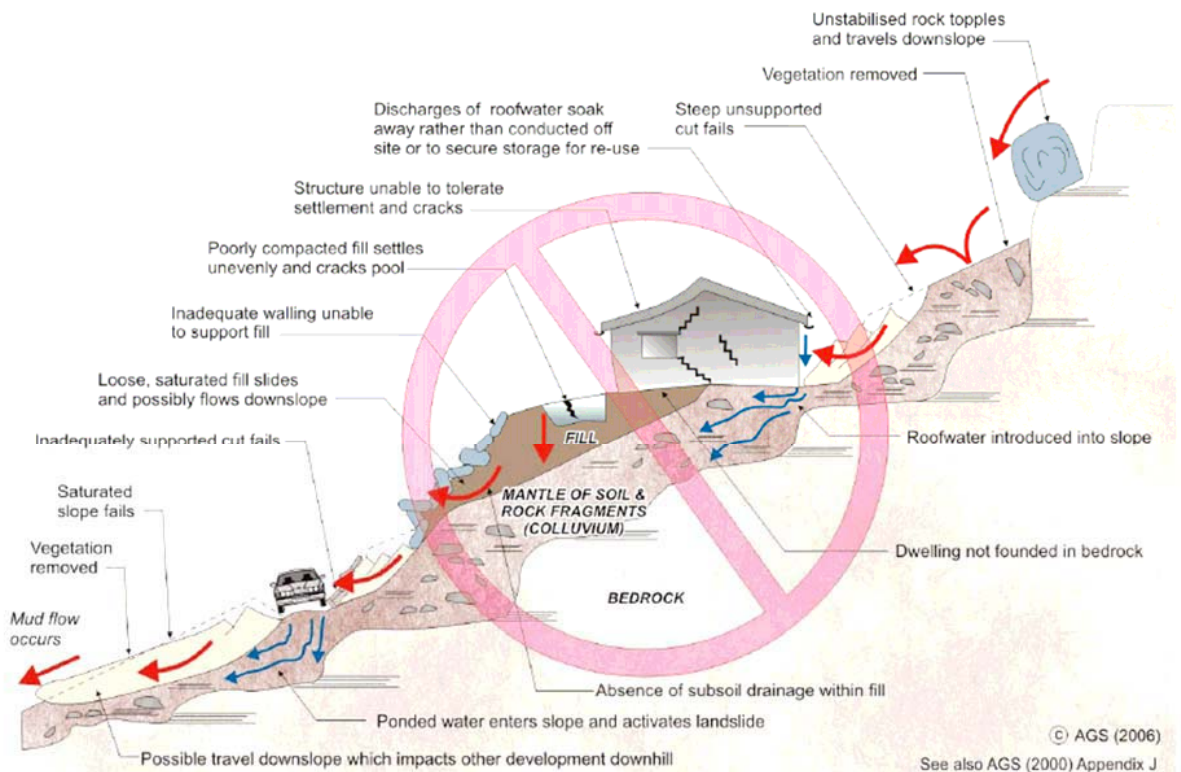 Unstabilised rock topples
and travels downslope
Vegetation removed
Discharges of roofwater soak
away rather than conducted off
site or to secure storage for re-use
Steep unsupported
cut fails
Structure unable to tolerate
settlement and cracks
Poorly compacted fill settles
unevenly and cracks pool
Inadequate walling unable
to support fill
Loose, saturated fill slides
and possibly flows downslope
Inadequately supported cut fails
Saturated
slope fails
Vegetation
removed
Mud flow
occurs
FILL
MANTLE OF SOIL &
ROCK FRAGMENTS
(COLLUVIUM)
BEDROCK
Roofwater introduced into slope
Dwelling not founded in bedrock
Absence of subsoil drainage within fill
Ponded water enters slope and activates landslide
Possible travel downslope which impacts other development downhill
© AGS (2006)
See also AGS (2000) Appendix J